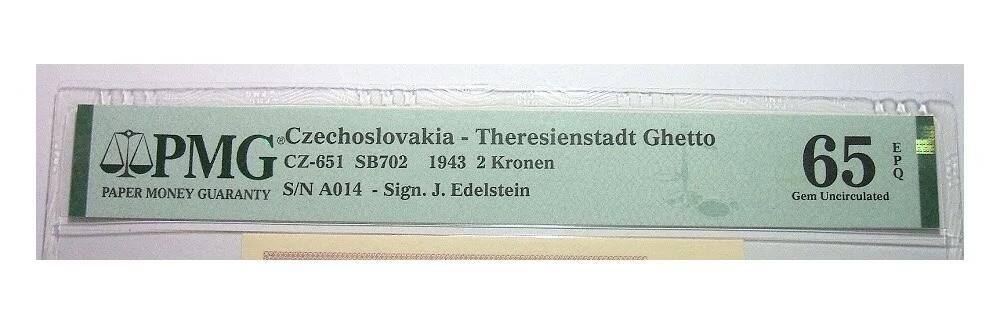 PMG
PAPER MONEY GUARANTY
®Czechoslovakia - Theresienstadt Ghetto
CZ-651 SB702 1943 2 Kronen
S/N A014 - Sign. J. Edelstein
65
EPQ
Gem Uncirculated